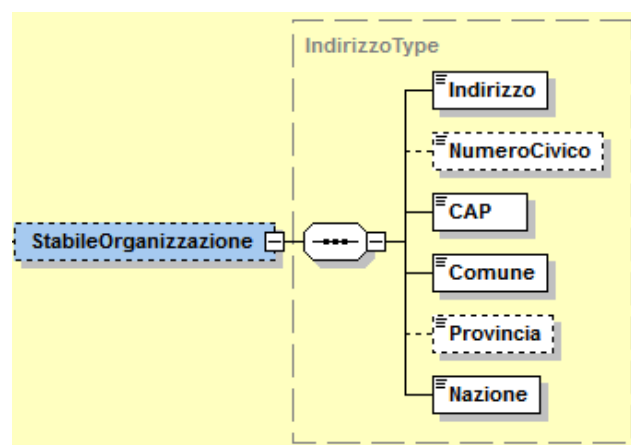 IndirizzoType
Indirizzo
NumeroCivico
CAP
StabileOrganizzazione
Comune
Provincia
Nazione